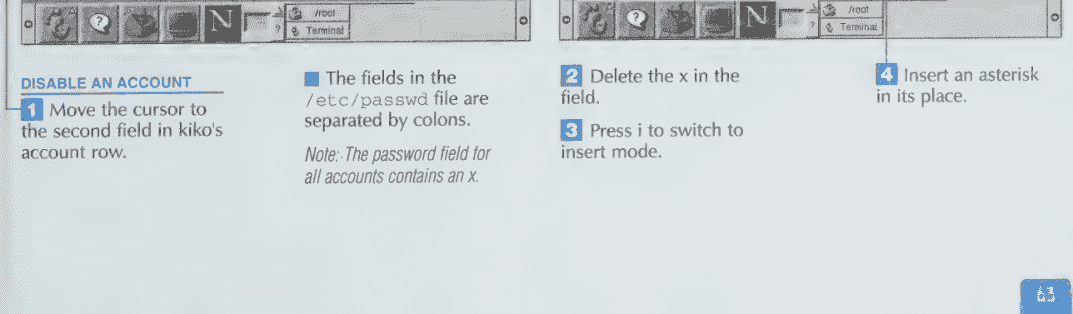 N
?
/root
Terminal
N
?
/root
Terminal
DISABLE AN ACCOUNT
1 Move the cursor to
the second field in kiko's
account row.
The fields in the
/etc/passwd file are
separated by colons.
Note: The password field for
all accounts contains an x.
2 Delete the x in the
field.
3 Press i to switch to
insert mode.
4 Insert an asterisk
in its place.
63